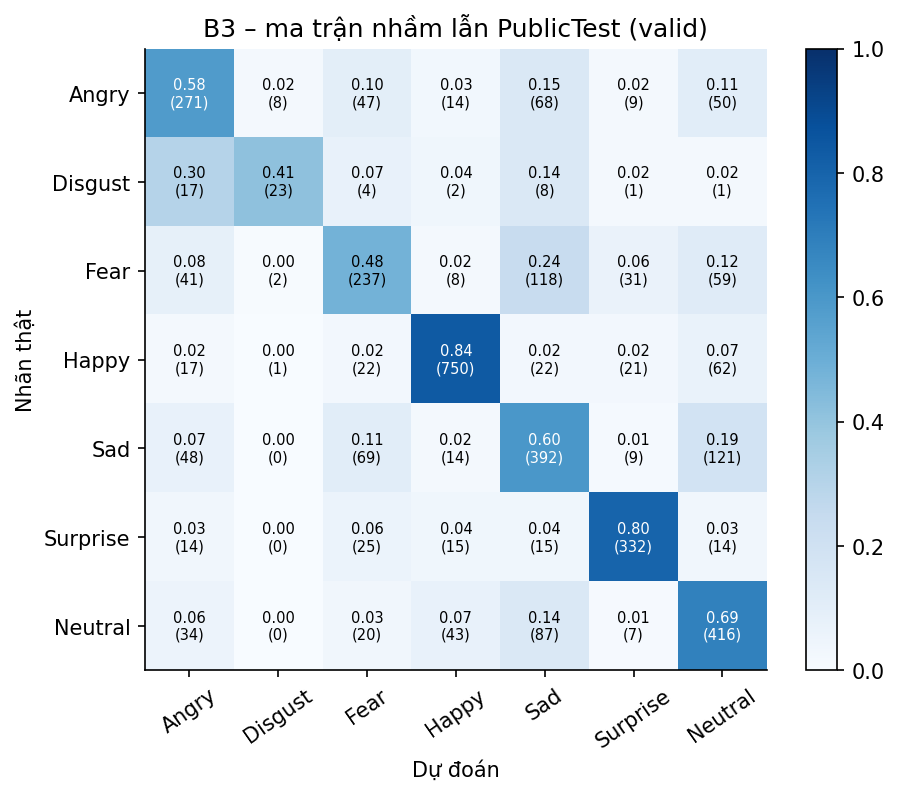 B3 – ma trận nhầm lẫn PublicTest (valid)
1.0
Angry
0.58 0.02 0.10 0.03 0.15 0.02 0.11
(271) (8) (47) (14) (68) (9) (50)
Disgust
0.30 0.41 0.07 0.04 0.14 0.02 0.02
(17) (23) (4) (2) (8) (1) (1)
0.8
Fear
0.08 0.00 0.48 0.02 0.24 0.06 0.12
(41) (2) (237) (8) (118) (31) (59)
0.6
Nhãn thật
Happy
0.02 0.00 0.02 0.84 0.02 0.02 0.07
(17) (1) (22) (750) (22) (21) (62)
0.4
Sad
0.07 0.00 0.11 0.02 0.60 0.01 0.19
(48) (0) (69) (14) (392) (9) (121)
Surprise
0.03 0.00 0.06 0.04 0.04 0.80 0.03
(14) (0) (25) (15) (15) (332) (14)
0.2
Neutral
0.06 0.00 0.03 0.07 0.14 0.01 0.69
(34) (0) (20) (43) (87) (7) (416)
0.0
Angry Disgust Fear Happy Sad Surprise Neutral
Dự đoán